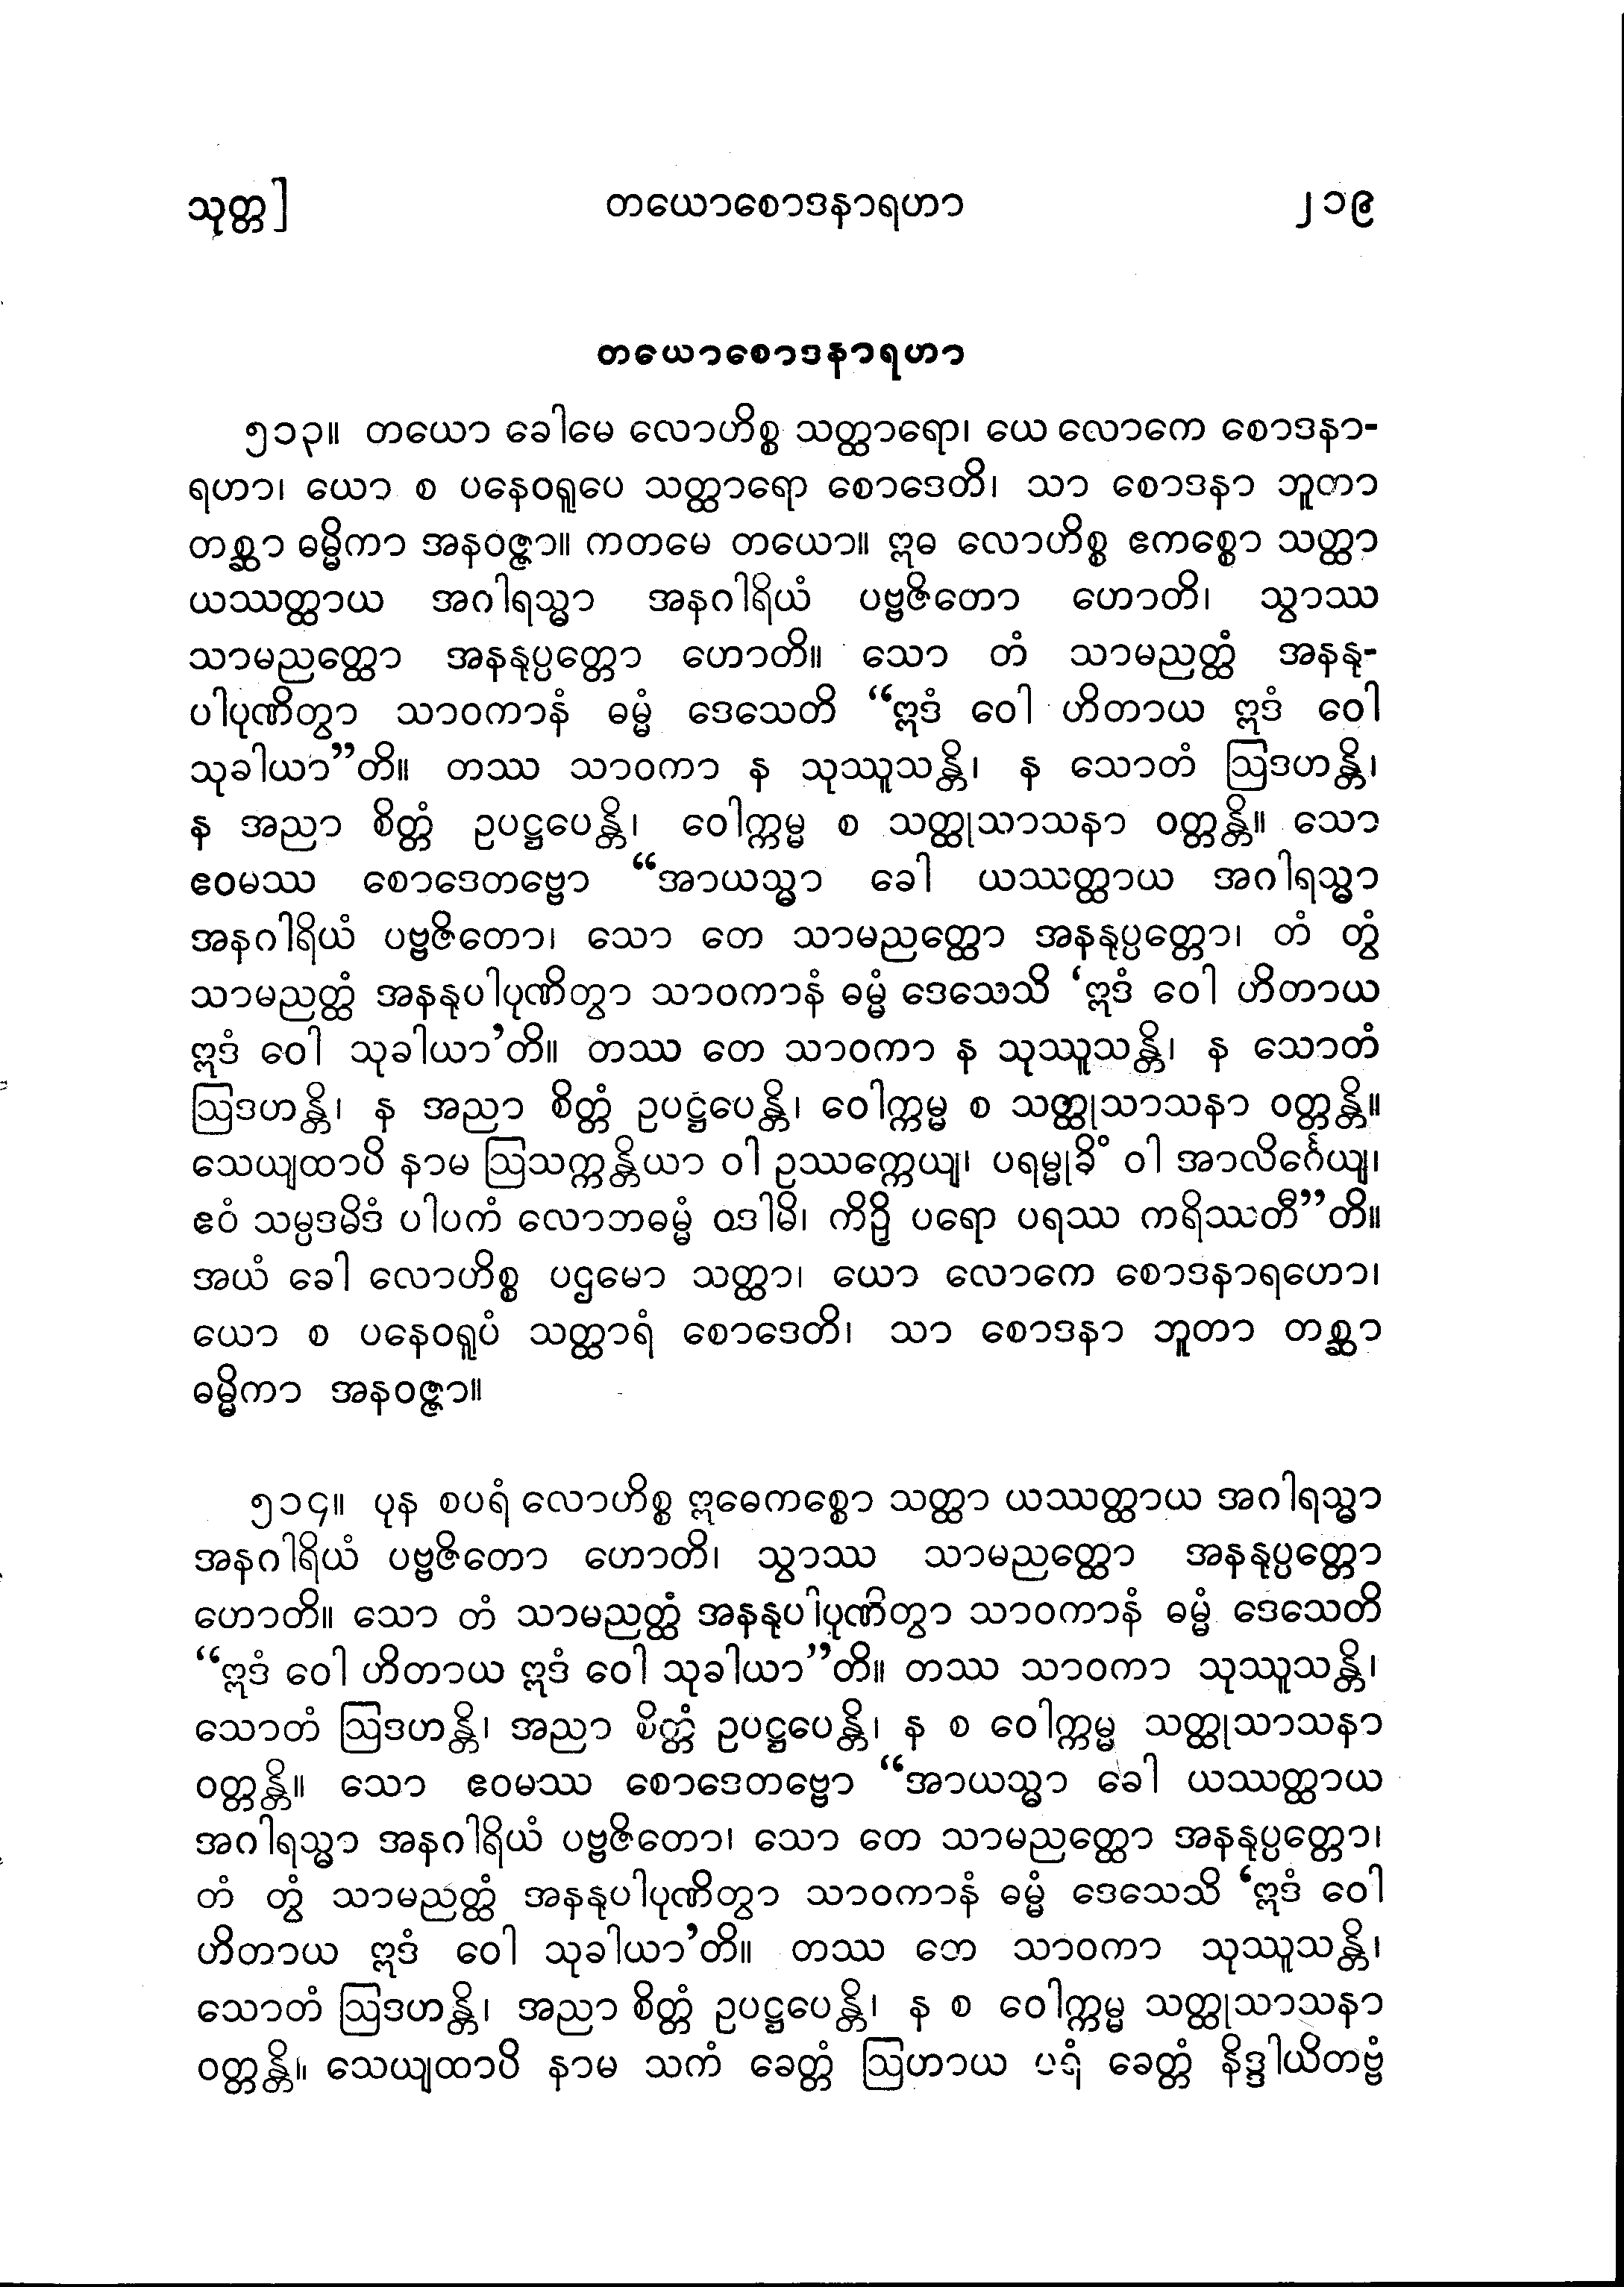 သုတ္တ] တယောစောဒနာရဟာ ၂၁၉
တယောစောဒနာရဟာ
၅၁၃။ တယော ခေါမေ လောဟိစ္စ သတ္ထာရော၊ ယေ လောကေ စောဒနာ-
ရဟာ၊ ယော စ ပနေဝရူပေ သတ္ထာရော စောဒေတိ၊ သာ စောဒနာ ဘူတာ
တစ္ဆာ ဓမ္မိကာ အနဝဇ္ဇာ။ ကတမေ တယော။ ဣဓ လောဟိစ္စ ဧကစ္စော သတ္ထာ
ယဿတ္ထာယ အဂါရသ္မာ အနဂါရိယံ ပဗ္ဗဇိတော ဟောတိ၊ သွာဿ
သာမညတ္ထော အနနုပ္ပတ္တော ဟောတိ။ သော တံ သာမညတ္ထံ အနနု-
ပါပုဏိတွာ သာဝကာနံ ဓမ္မံ ဒေသေတိ “ဣဒံ ဝေါ ဟိတာယ ဣဒံ ဝေါ
သုခါယာ”တိ။ တဿ သာဝကာ န သုဿူသန္တိ၊ န သောတံ ဩဒဟန္တိ၊
န အညာ စိတ္တံ ဥပဋ္ဌပေန္တိ၊ ဝေါက္ကမ္မ စ သတ္ထုသာသနာ ဝတ္တန္တိ။ သော
ဧဝမဿ စောဒေတဗ္ဗော “အာယသ္မာ ခေါ ယဿတ္ထာယ အဂါရသ္မာ
အနဂါရိယံ ပဗ္ဗဇိတော၊ သော တေ သာမညတ္ထော အနနုပ္ပတ္တော၊ တံ တွံ
သာမညတ္ထံ အနနုပါပုဏိတွာ သာဝကာနံ ဓမ္မံ ဒေသေသိ ‘ဣဒံ ဝေါ ဟိတာယ
ဣဒံ ဝေါ သုခါယာ’တိ။ တဿ တေ သာဝကာ န သုဿူသန္တိ၊ န သောတံ
ဩဒဟန္တိ၊ န အညာ စိတ္တံ ဥပဋ္ဌပေန္တိ၊ ဝေါက္ကမ္မ စ သတ္ထုသာသနာ ဝတ္တန္တိ။
သေယျထာပိ နာမ ဩသက္ကန္တိယာ ဝါ ဥဿက္ကေယျ၊ ပရမ္မုခိံ ဝါ အာလိင်္ဂေယျ၊
ဧဝံ သမ္ပဒမိဒံ ပါပကံ လောဘဓမ္မံ ဝဒါမိ၊ ကိဉှိ ပရော ပရဿ ကရိဿတီ”တိ။
အယံ ခေါ လောဟိစ္စ ပဌမော သတ္ထာ၊ ယော လောကေ စောဒနာရဟော၊
ယော စ ပနေဝရူပံ သတ္ထာရံ စောဒေတိ၊ သာ စောဒနာ ဘူတာ တစ္ဆာ
ဓမ္မိကာ အနဝဇ္ဇာ။
၅၁၄။ ပုန စပရံ လောဟိစ္စ ဣဓေကစ္စော သတ္ထာ ယဿတ္ထာယ အဂါရသ္မာ
အနဂါရိယံ ပဗ္ဗဇိတော ဟောတိ၊ သွာဿ သာမညတ္ထော အနနုပ္ပတ္တော
ဟောတိ။ သော တံ သာမညတ္ထံ အနနုပါပုဏိတွာ သာဝကာနံ ဓမ္မံ ဒေသေတိ
“ဣဒံ ဝေါ ဟိတာယ ဣဒံ ဝေါ သုခါယာ”တိ။ တဿ သာဝကာ သုဿူသန္တိ၊
သောတံ ဩဒဟန္တိ၊ အညာ စိတ္တံ ဥပဋ္ဌပေန္တိ၊ န စ ဝေါက္ကမ္မ သတ္ထုသာသနာ
ဝတ္တန္တိ။ သော ဧဝမဿ စောဒေတဗ္ဗော “အာယသ္မာ ခေါ ယဿတ္ထာယ
အဂါရသ္မာ အနဂါရိယံ ပဗ္ဗဇိတော၊ သော တေ သာမညတ္ထော အနနုပ္ပတ္တော၊
တံ တွံ သာမညတ္ထံ အနနုပါပုဏိတွာ သာဝကာနံ ဓမ္မံ ဒေသေသိ ‘ဣဒံ ဝေါ
ဟိတာယ ဣဒံ ဝေါ သုခါယာ’တိ။ တဿ တေ သာဝကာ သုဿူသန္တိ၊
သောတံ ဩဒဟန္တိ၊ အညာ စိတ္တံ ဥပဋ္ဌပေန္တိ၊ န စ ဝေါက္ကမ္မ သတ္ထုသာသနာ
ဝတ္တန္တိ။ သေယျထာပိ နာမ သကံ ခေတ္တံ ဩဟာယ ပရံ ခေတ္တံ နိဒ္ဒါယိတဗ္ဗံ